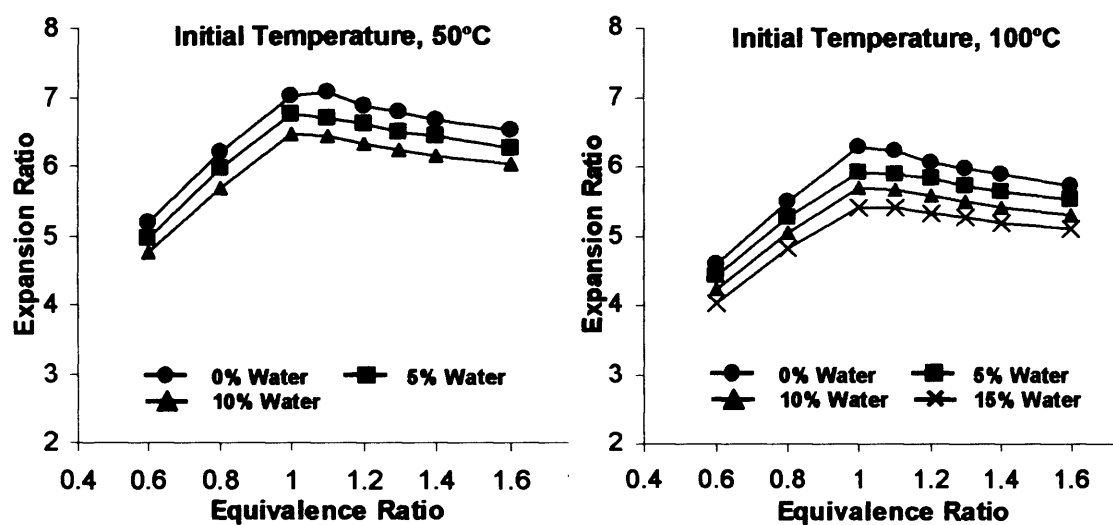 Initial Temperature, 50°C
8
7
6
5
4
3
2
Expansion Ratio
0% Water
5% Water
10% Water
0.4 0.6 0.8 1 1.2 1.4 1.6
Equivalence Ratio
Initial Temperature, 100°C
8
7
6
5
4
3
2
Expansion Ratio
0% Water
5% Water
10% Water
15% Water
0.4 0.6 0.8 1 1.2 1.4 1.6
Equivalence Ratio